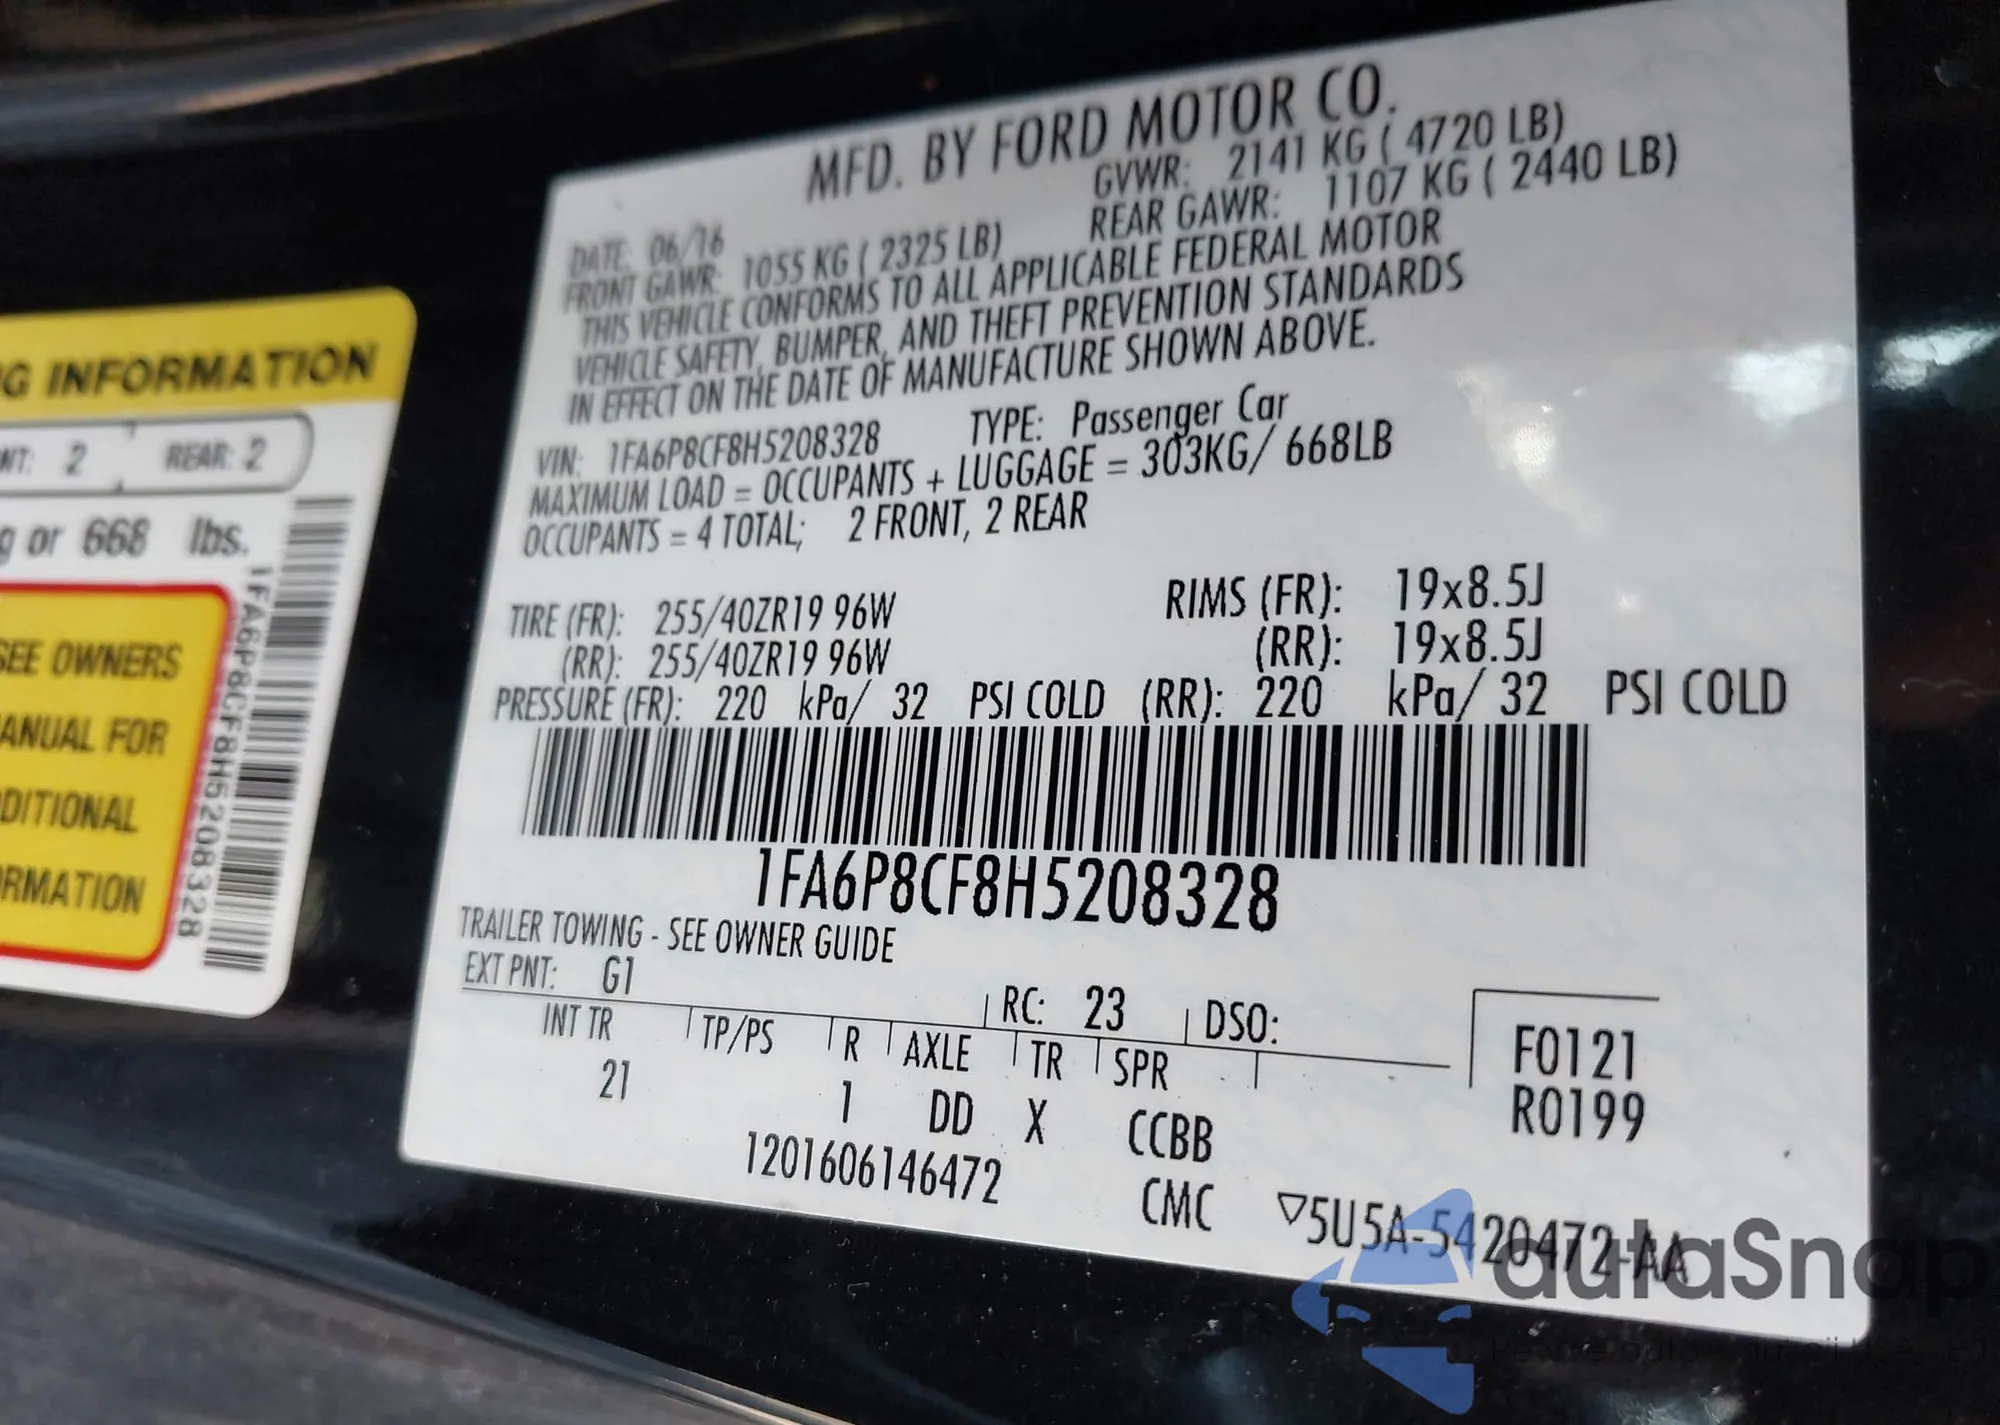 MFD. BY FORD MOTOR CO.
DATE: 06/16 GVWR: 2141 KG ( 4720 LB)
FRONT GAWR: 1055 KG ( 2325 LB) REAR GAWR: 1107 KG ( 2440 LB)
THIS VEHICLE CONFORMS TO ALL APPLICABLE FEDERAL MOTOR
VEHICLE SAFETY, BUMPER, AND THEFT PREVENTION STANDARDS
IN EFFECT ON THE DATE OF MANUFACTURE SHOWN ABOVE.
VIN: 1FA6P8CF8H5208328 TYPE: Passenger Car
MAXIMUM LOAD = OCCUPANTS + LUGGAGE = 303KG/ 668LB
OCCUPANTS = 4 TOTAL; 2 FRONT, 2 REAR
TIRE (FR): 255/40ZR19 96W RIMS (FR): 19x8.5J
(RR): 255/40ZR19 96W (RR): 19x8.5J
PRESSURE (FR): 220 kPa/ 32 PSI COLD (RR): 220 kPa/ 32 PSI COLD
1FA6P8CF8H5208328
TRAILER TOWING - SEE OWNER GUIDE
EXT PNT: G1 RC: 23 DSO:
INT TR TP/PS R AXLE TR SPR
21 1 DD X CCBB
F0121
R0199
1201606146472 CMC ▽5U5A-5420472-AA
G INFORMATION
NT: 2 REAR: 2
g or 668 lbs.
SEE OWNERS
ANUAL FOR
DITIONAL
RMATION
1FA6P8CF8H5208328
autaSnap